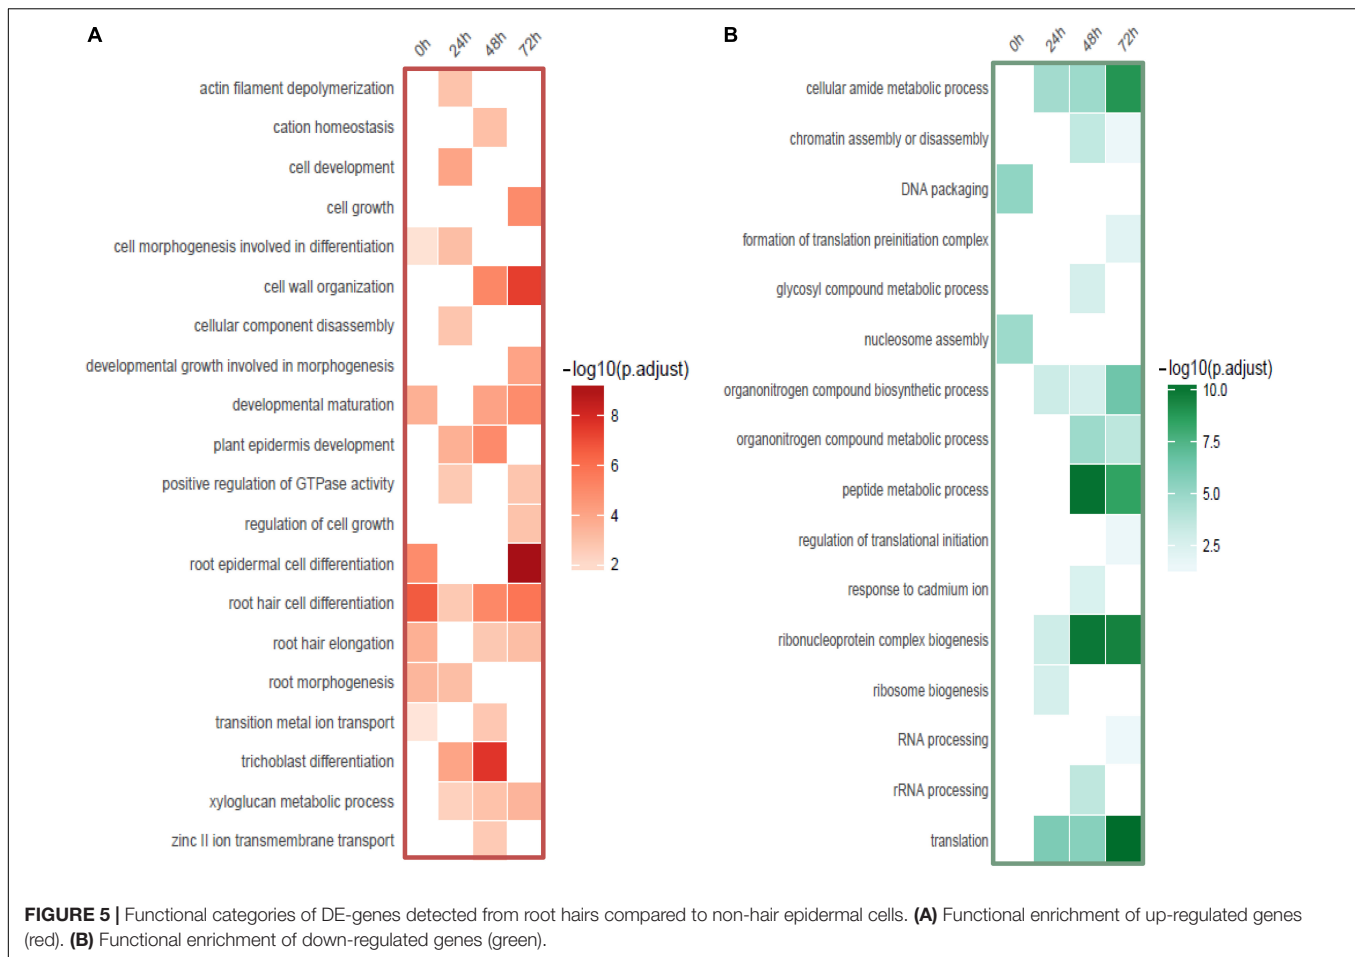 A
0h 24h 48h 72h
actin filament depolymerization
cation homeostasis
cell development
cell growth
cell morphogenesis involved in differentiation
cell wall organization
cellular component disassembly
developmental growth involved in morphogenesis
developmental maturation
plant epidermis development
positive regulation of GTPase activity
regulation of cell growth
root epidermal cell differentiation
root hair cell differentiation
root hair elongation
root morphogenesis
transition metal ion transport
trichoblast differentiation
xyloglucan metabolic process
zinc II ion transmembrane transport
−log10(p.adjust)
8
6
4
2
B
0h 24h 48h 72h
cellular amide metabolic process
chromatin assembly or disassembly
DNA packaging
formation of translation preinitiation complex
glycosyl compound metabolic process
nucleosome assembly
organonitrogen compound biosynthetic process
organonitrogen compound metabolic process
peptide metabolic process
regulation of translational initiation
response to cadmium ion
ribonucleoprotein complex biogenesis
ribosome biogenesis
RNA processing
rRNA processing
translation
−log10(p.adjust)
10.0
7.5
5.0
2.5
FIGURE 5 | Functional categories of DE-genes detected from root hairs compared to non-hair epidermal cells. (A) Functional enrichment of up-regulated genes
(red). (B) Functional enrichment of down-regulated genes (green).